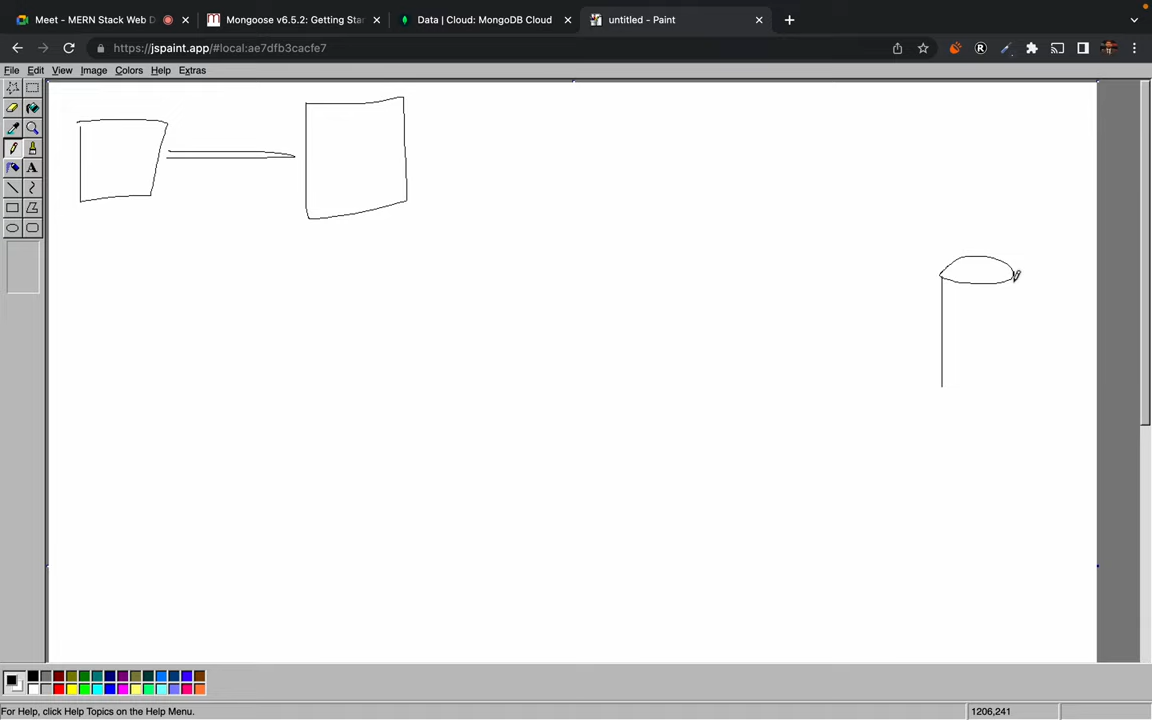 Meet - MERN Stack Web D
Mongoose v6.5.2: Getting Star
Data | Cloud: MongoDB Cloud
untitled - Paint
https://jspaint.app/#local:ae7dfb3cacfe7
File Edit View Image Colors Help Extras
A
For Help, click Help Topics on the Help Menu.
1206,241